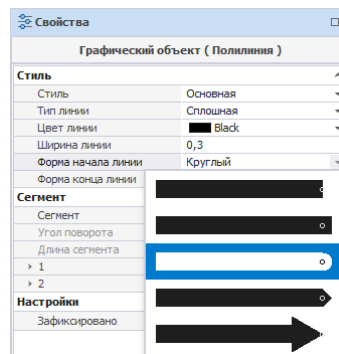 Свойства
Графический объект ( Полилиния )
Стиль
Стиль Основная
Тип линии Сплошная
Цвет линии Black
Ширина линии 0,3
Форма начала линии Круглый
Форма конца линии
Сегмент
Сегмент
Угол поворота
Длина сегмента
1
2
Настройки
Зафиксировано